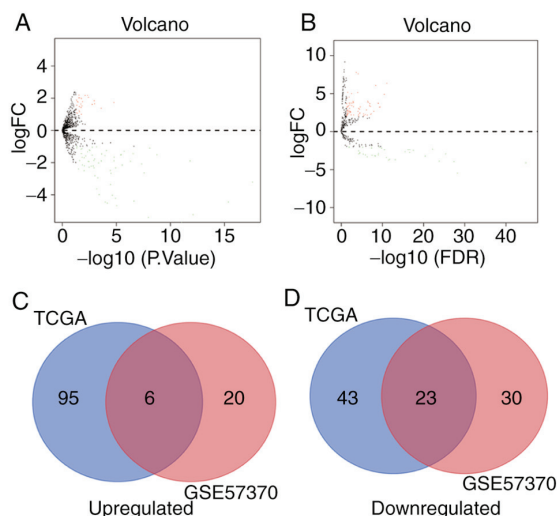 A
Volcano
logFC
4
2
0
−2
−4
0
5
10
15
−log10 (P.Value)
B
Volcano
logFC
10
5
0
−5
−10
0
10
20
30
40
−log10 (FDR)
C
TCGA
95
6
20
GSE57370
Upregulated
D
TCGA
43
23
30
GSE57370
Downregulated